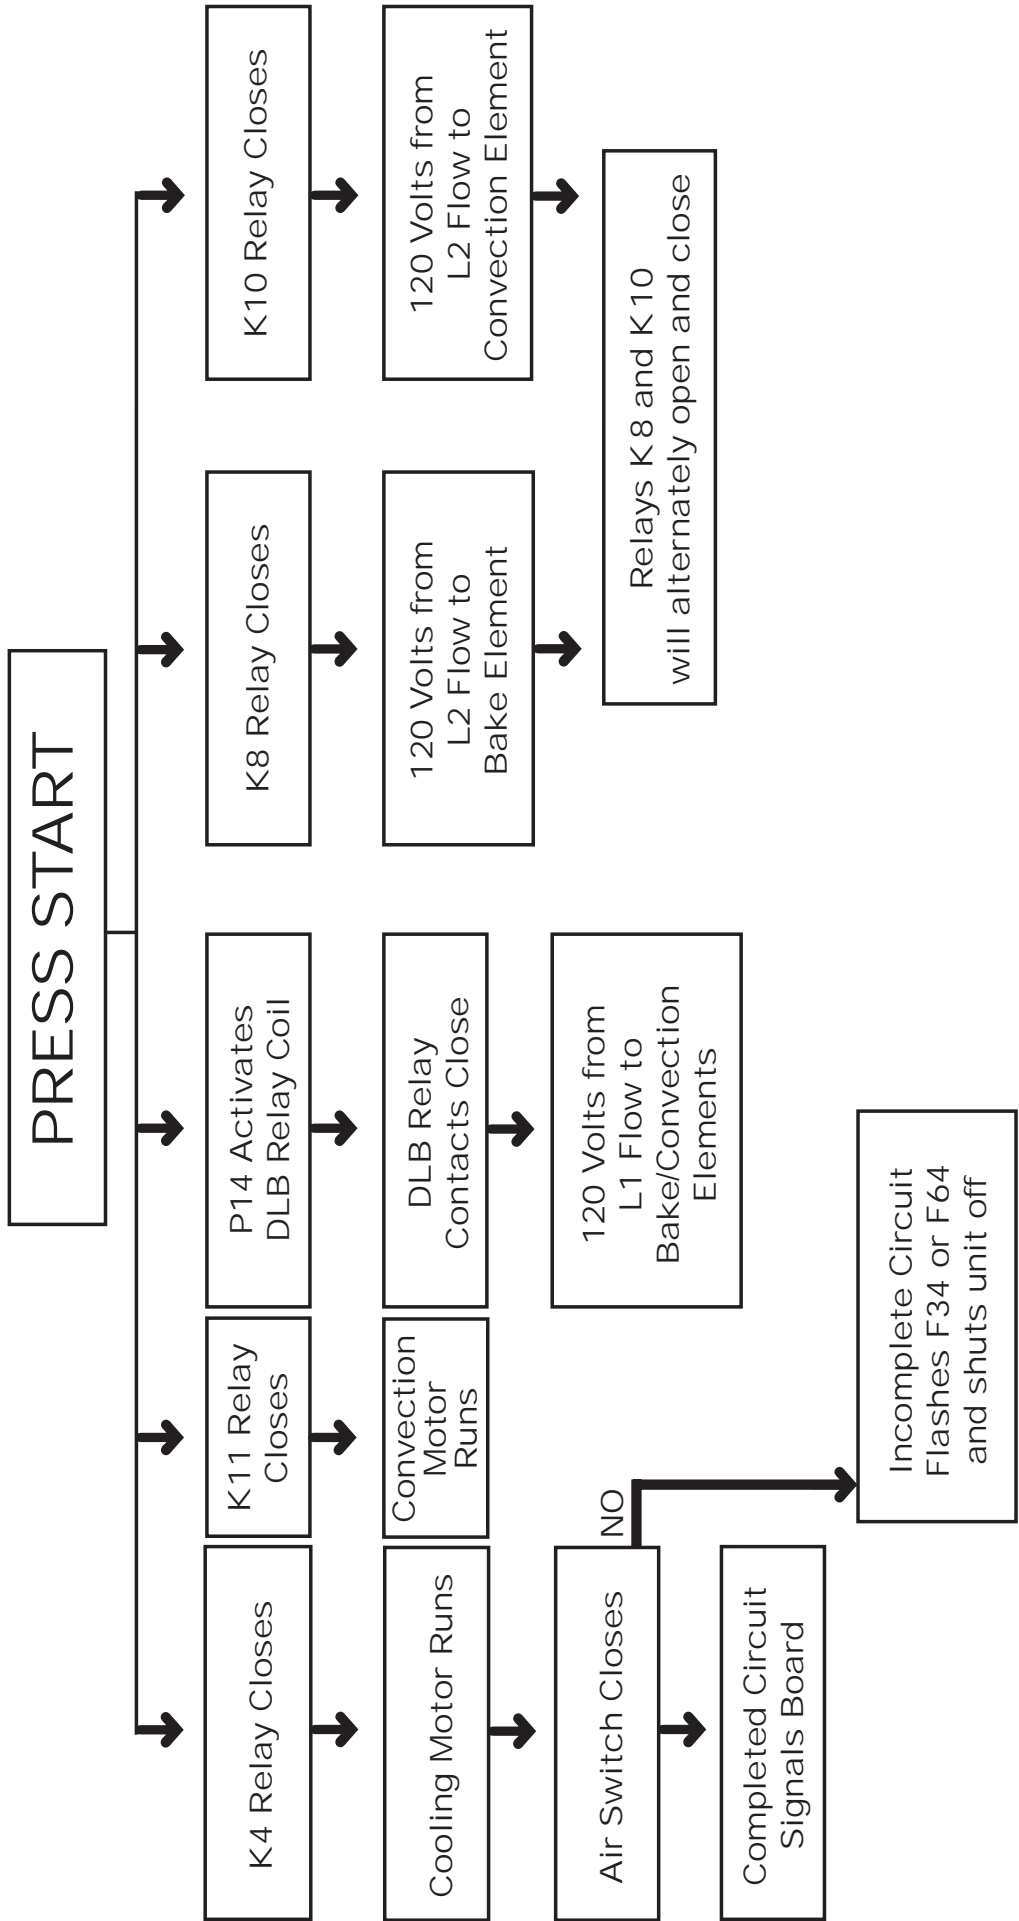 PRESS START
K4 Relay Closes
Cooling Motor Runs
Air Switch Closes
NO
Completed Circuit
Signals Board
Incomplete Circuit
Flashes F34 or F64
and shuts unit off
K11 Relay
Closes
Convection
Motor
Runs
P14 Activates
DLB Relay Coil
DLB Relay
Contacts Close
120 Volts from
L1 Flow to
Bake/Convection
Elements
K8 Relay Closes
120 Volts from
L2 Flow to
Bake Element
K10 Relay Closes
120 Volts from
L2 Flow to
Convection Element
Relays K8 and K10
will alternately open and close